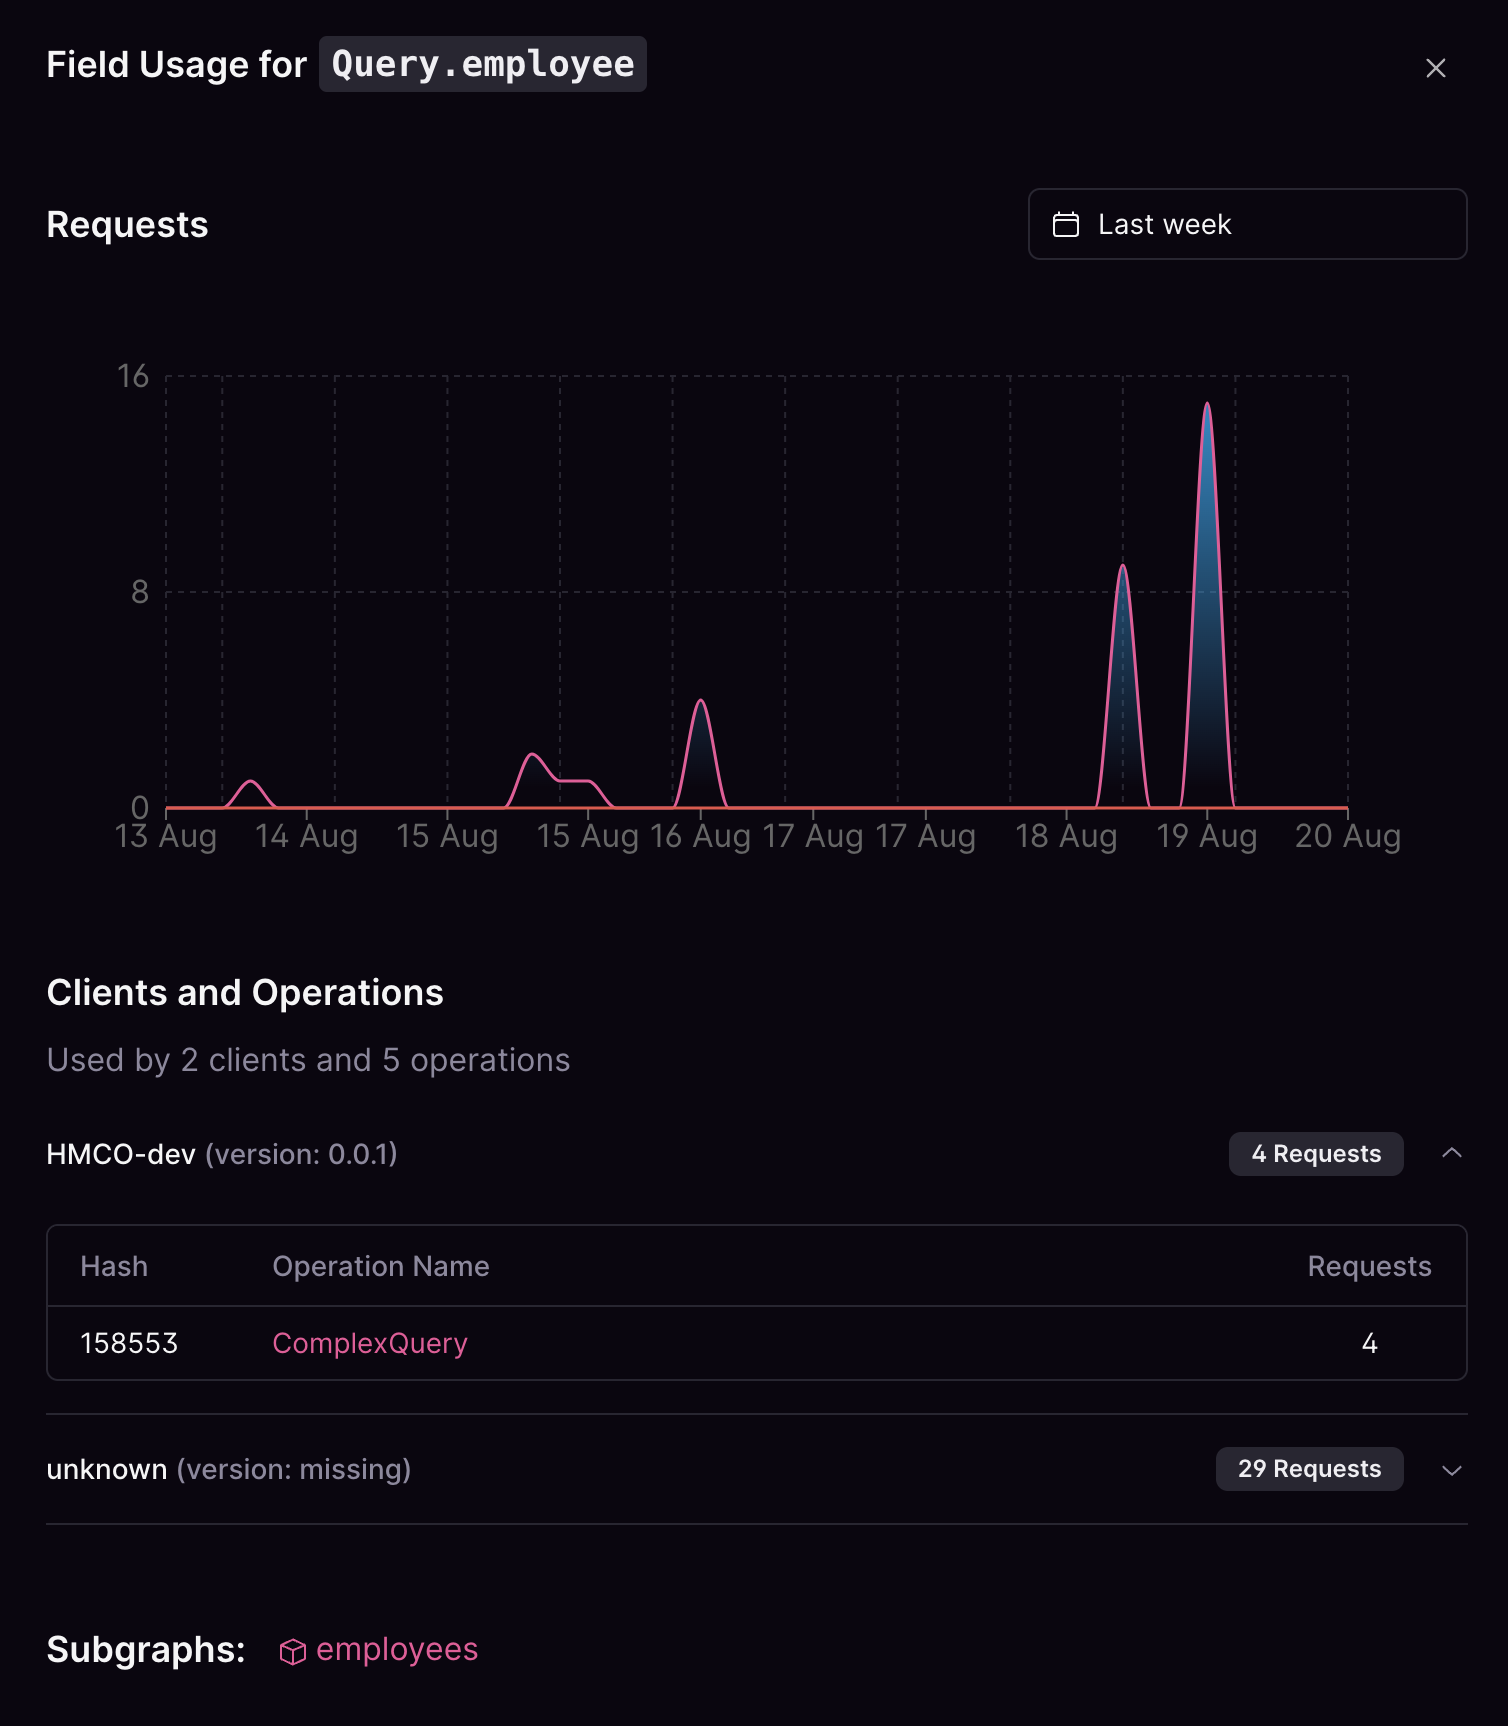 Field Usage for Query.employee
Requests
Last week
16
8
0
13 Aug 14 Aug 15 Aug 15 Aug 16 Aug 17 Aug 17 Aug 18 Aug 19 Aug 20 Aug
Clients and Operations
Used by 2 clients and 5 operations
HMCO-dev (version: 0.0.1) 4 Requests
Hash Operation Name Requests
158553 ComplexQuery 4
unknown (version: missing) 29 Requests
Subgraphs: employees